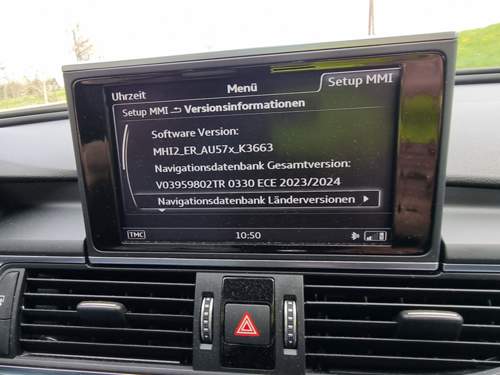 Uhrzeit Menü Setup MMI
Setup MMI Versionsinformationen
Software Version:
MHI2_ER_AU57x_K3663
Navigationsdatenbank Gesamtversion:
V03959802TR 0330 ECE 2023/2024
Navigationsdatenbank Länderversionen
TMC 10:50